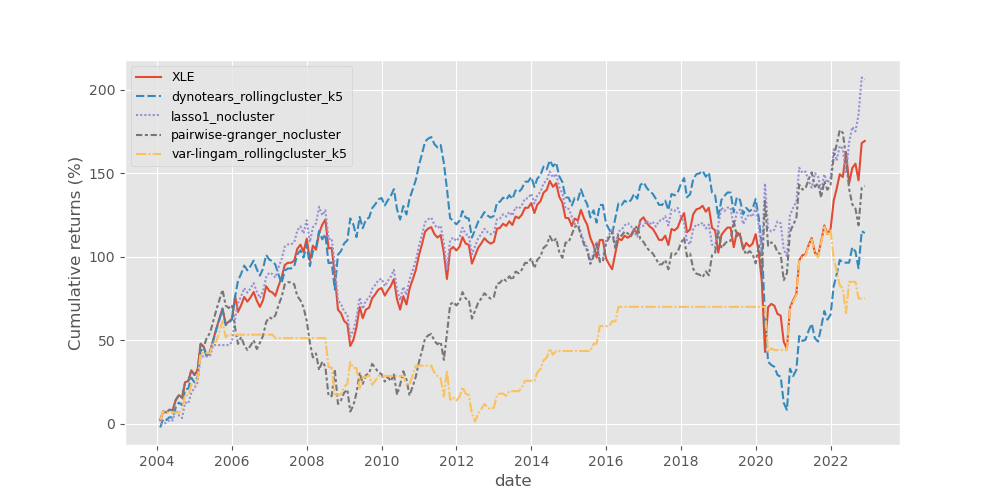 XLE
dynotears_rollingcluster_k5
lasso1_nocluster
pairwise-granger_nocluster
var-lingam_rollingcluster_k5
Cumulative returns (%)
200
150
100
50
0
2004 2006 2008 2010 2012 2014 2016 2018 2020 2022
date